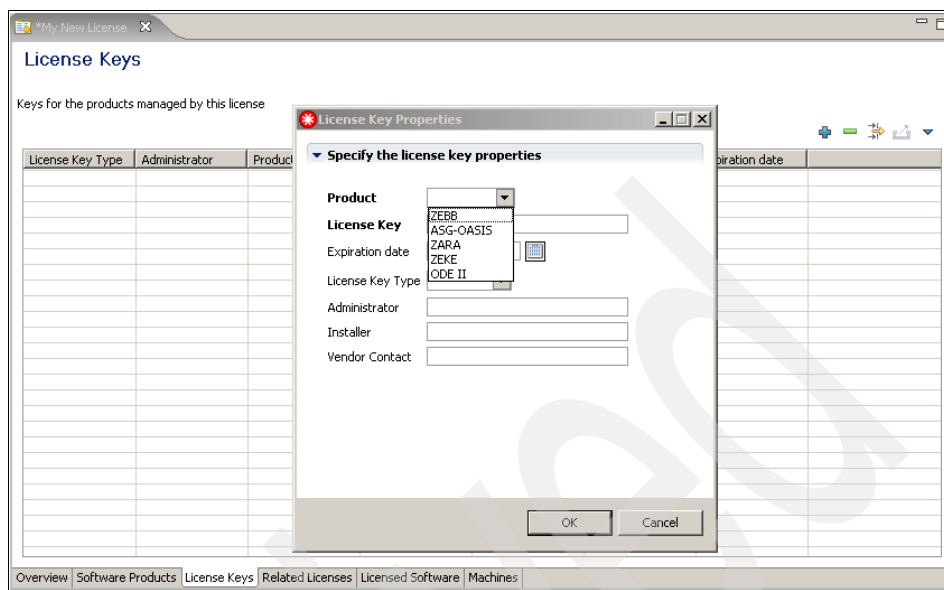 *My New License
License Keys
Keys for the products managed by this license
License Key Properties
License Key Type Administrator Product piration date
Specify the license key properties
Product
ZEBB
ASG-OASIS
ZARA
ZEKE
ODE II
License Key
Expiration date
License Key Type
Administrator
Installer
Vendor Contact
OK Cancel
Overview Software Products License Keys Related Licenses Licensed Software Machines